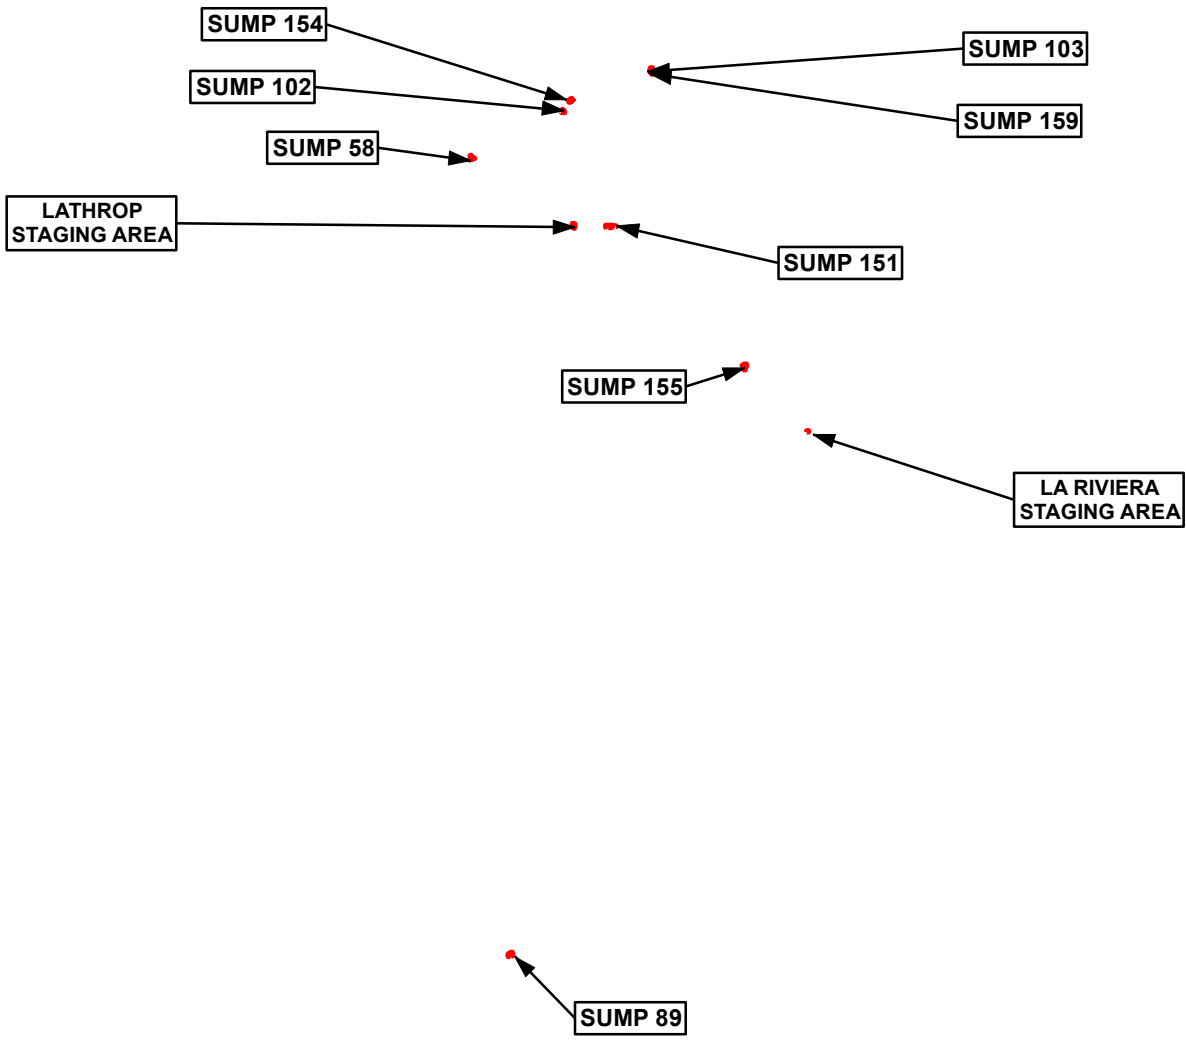 SUMP 154
SUMP 103
SUMP 102
SUMP 159
SUMP 58
LATHROP
STAGING AREA
SUMP 151
SUMP 155
LA RIVIERA
STAGING AREA
SUMP 89